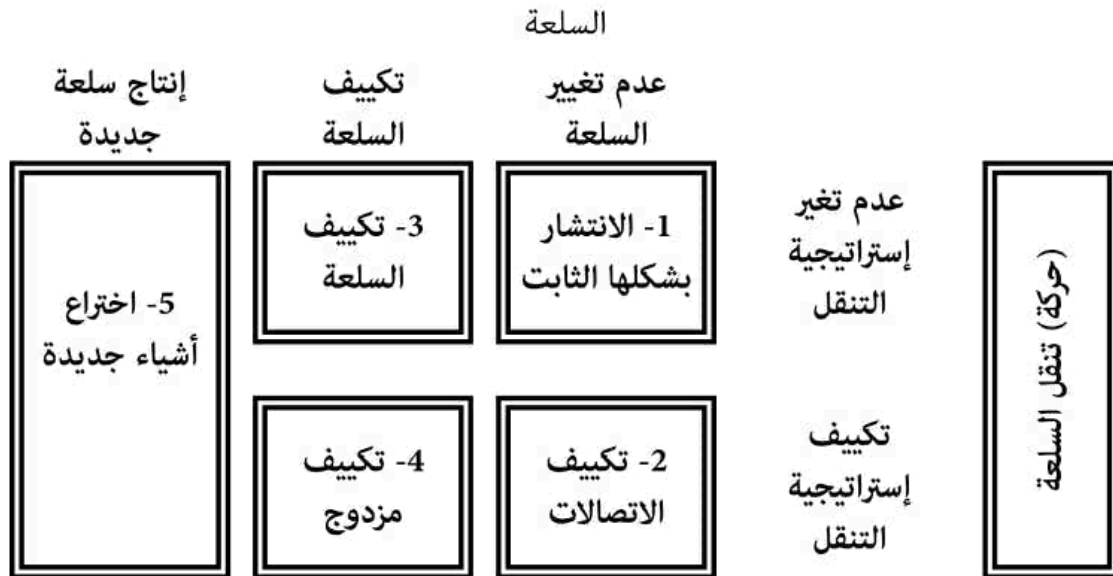 السلعة
عدم تغيير
السلعة
تكييف
السلعة
إنتاج سلعة
جديدة
(حركة) تنقل السلعة
عدم تغير
إستراتيجية
التنقل
1- الانتشار
بشكلها الثابت
3- تكييف
السلعة
5- اختراع
أشياء جديدة
تكييف
إستراتيجية
التنقل
2- تكييف
الاتصالات
4- تكييف
مزدوج